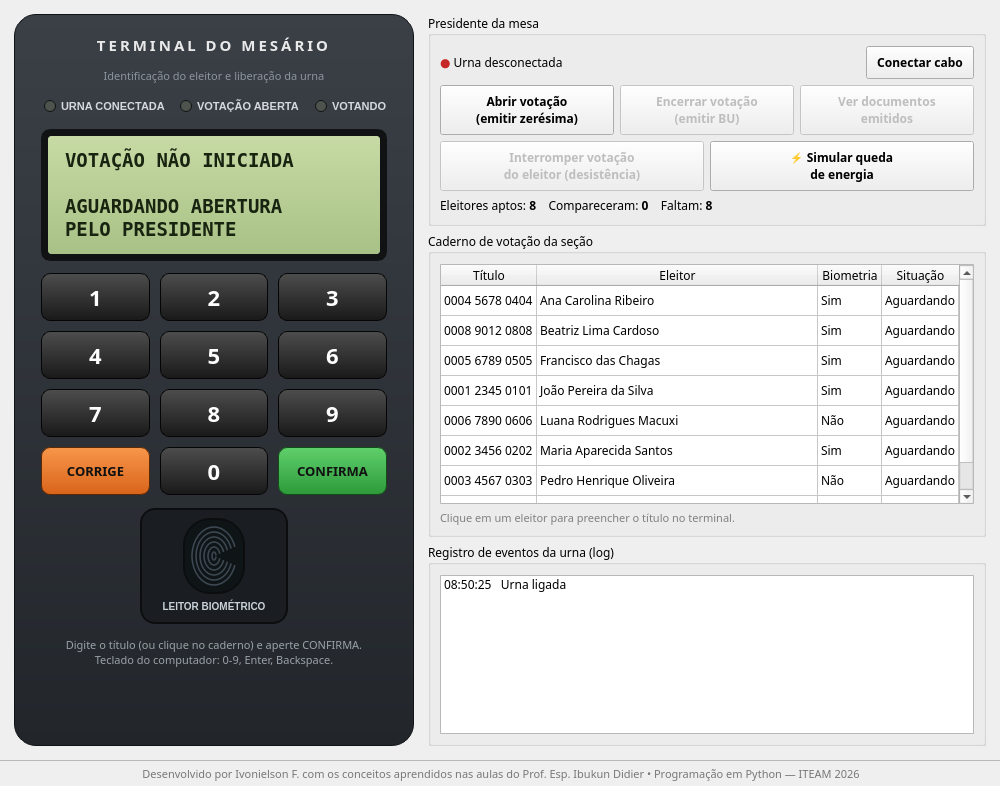 TERMINAL DO MESÁRIO
Identificação do eleitor e liberação da urna
URNA CONECTADA VOTAÇÃO ABERTA VOTANDO
VOTAÇÃO NÃO INICIADA
AGUARDANDO ABERTURA
PELO PRESIDENTE
1 2 3
4 5 6
7 8 9
CORRIGE 0 CONFIRMA
LEITOR BIOMÉTRICO
Digite o título (ou clique no caderno) e aperte CONFIRMA.
Teclado do computador: 0-9, Enter, Backspace.
Presidente da mesa
Urna desconectada
Conectar cabo
Abrir votação
(emitir zerésima)
Encerrar votação
(emitir BU)
Ver documentos
emitidos
Interromper votação
do eleitor (desistência)
⚡ Simular queda
de energia
Eleitores aptos: 8 Compareceram: 0 Faltam: 8
Caderno de votação da seção
Título Eleitor Biometria Situação
0004 5678 0404 Ana Carolina Ribeiro Sim Aguardando
0008 9012 0808 Beatriz Lima Cardoso Sim Aguardando
0005 6789 0505 Francisco das Chagas Sim Aguardando
0001 2345 0101 João Pereira da Silva Sim Aguardando
0006 7890 0606 Luana Rodrigues Macuxi Não Aguardando
0002 3456 0202 Maria Aparecida Santos Sim Aguardando
0003 4567 0303 Pedro Henrique Oliveira Não Aguardando
Clique em um eleitor para preencher o título no terminal.
Registro de eventos da urna (log)
08:50:25 Urna ligada
Desenvolvido por Ivonielson F. com os conceitos aprendidos nas aulas do Prof. Esp. Ibukun Didier • Programação em Python — ITEAM 2026